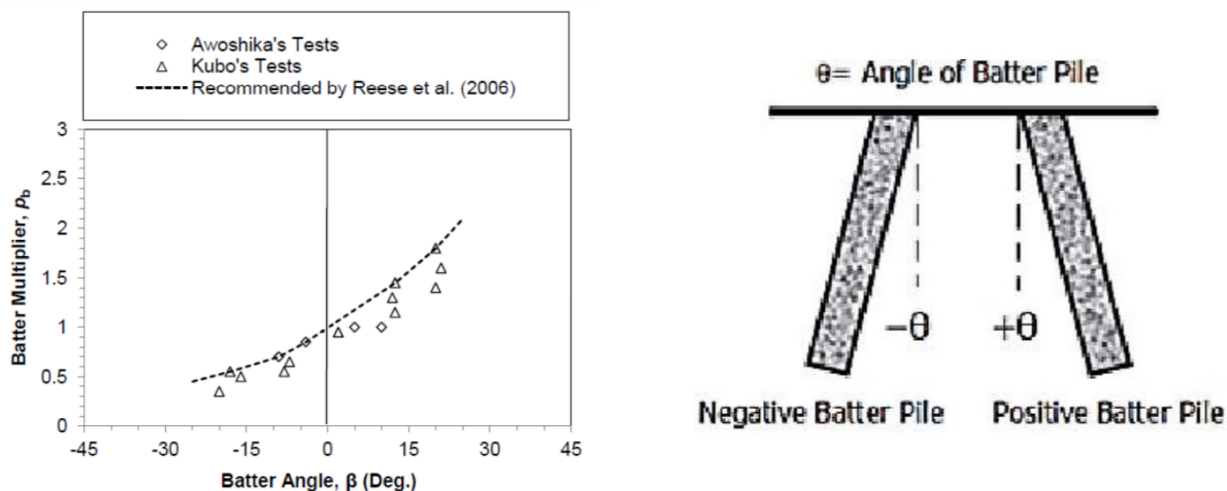 Awoshika's Tests
Kubo's Tests
Recommended by Reese et al. (2006)
3
2.5
2
1.5
1
0.5
0
-45
-30
-15
0
15
30
45
Batter Multiplier, ρb
Batter Angle, β (Deg.)
θ= Angle of Batter Pile
−θ
+θ
Negative Batter Pile
Positive Batter Pile